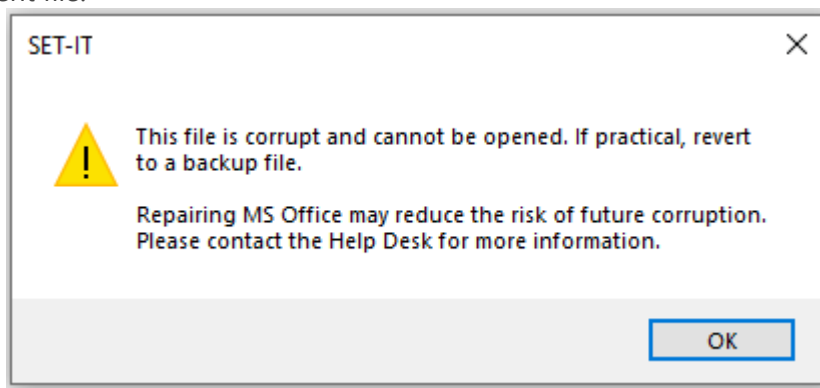 SET-IT
This file is corrupt and cannot be opened. If practical, revert
to a backup file.
Repairing MS Office may reduce the risk of future corruption.
Please contact the Help Desk for more information.
OK